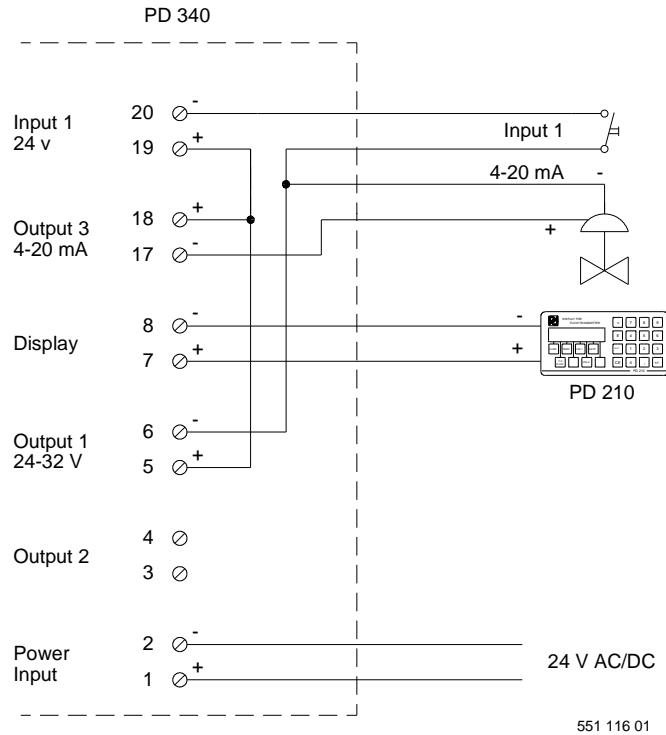 PD 340
Input 1
24 v
20 -
19 +
Input 1
4-20 mA -
Output 3
4-20 mA
18 +
17 -
+
Display
8 -
7 +
-
+
PD 210
Output 1
24-32 V
6 -
5 +
Output 2
4
3
Power
Input
2 -
1 +
24 V AC/DC
551 116 01